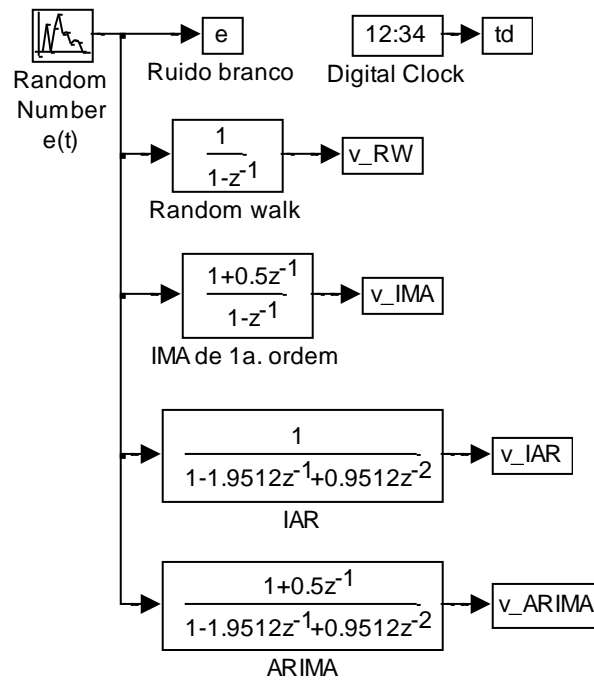 e
12:34
td
Random
Number
e(t)
Ruido branco
Digital Clock
1
1-z-1
v_RW
Random walk
1+0.5z-1
1-z-1
v_IMA
IMA de 1a. ordem
1
1-1.9512z-1+0.9512z-2
v_IAR
IAR
1+0.5z-1
1-1.9512z-1+0.9512z-2
v_ARIMA
ARIMA